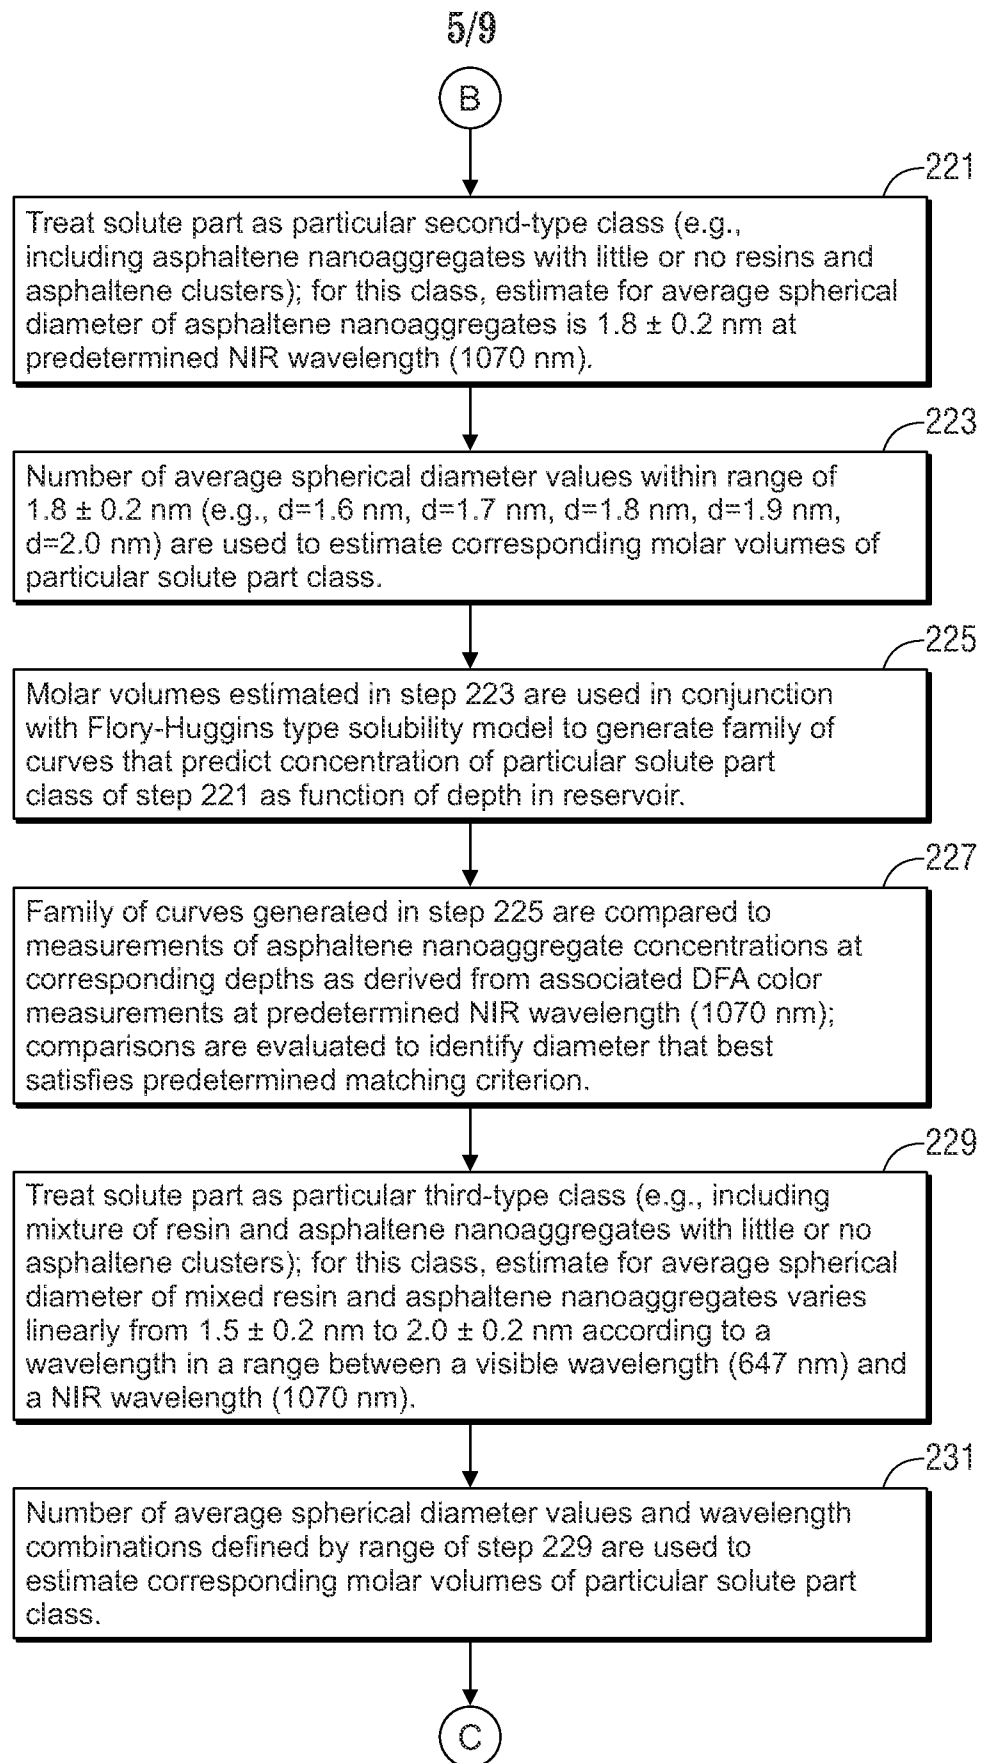 5/9
B
221
Treat solute part as particular second-type class (e.g.,
including asphaltene nanoaggregates with little or no resins and
asphaltene clusters); for this class, estimate for average spherical
diameter of asphaltene nanoaggregates is 1.8 ± 0.2 nm at
predetermined NIR wavelength (1070 nm).
223
Number of average spherical diameter values within range of
1.8 ± 0.2 nm (e.g., d=1.6 nm, d=1.7 nm, d=1.8 nm, d=1.9 nm,
d=2.0 nm) are used to estimate corresponding molar volumes of
particular solute part class.
225
Molar volumes estimated in step 223 are used in conjunction
with Flory-Huggins type solubility model to generate family of
curves that predict concentration of particular solute part
class of step 221 as function of depth in reservoir.
227
Family of curves generated in step 225 are compared to
measurements of asphaltene nanoaggregate concentrations at
corresponding depths as derived from associated DFA color
measurements at predetermined NIR wavelength (1070 nm);
comparisons are evaluated to identify diameter that best
satisfies predetermined matching criterion.
229
Treat solute part as particular third-type class (e.g., including
mixture of resin and asphaltene nanoaggregates with little or no
asphaltene clusters); for this class, estimate for average spherical
diameter of mixed resin and asphaltene nanoaggregates varies
linearly from 1.5 ± 0.2 nm to 2.0 ± 0.2 nm according to a
wavelength in a range between a visible wavelength (647 nm) and
a NIR wavelength (1070 nm).
231
Number of average spherical diameter values and wavelength
combinations defined by range of step 229 are used to
estimate corresponding molar volumes of particular solute part
class.
C